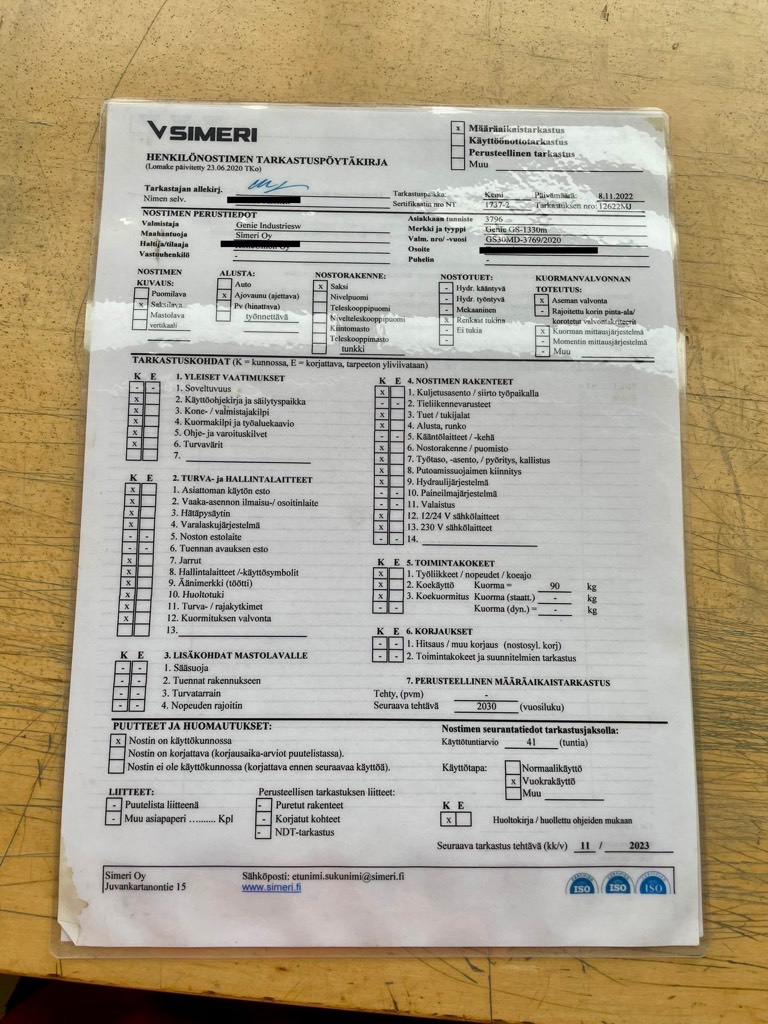 VSIMERI
HENKILÖNOSTIMEN TARKASTUSPÖYTÄKIRJA
(Lomake päivitetty 23.06.2020 TKo)
x Määräaikaistarkastus
Käyttöönottotarkastus
Perusteellinen tarkastus
Muu
Tarkastajan allekirj.
Nimen selv.
Tarkastuspaikka: Kemi Päivämäärä: 8.11.2022
Sertifikaatin nro NT 1737-2 Tarkastuksen nro: 12622MJ
NOSTIMEN PERUSTIEDOT
Valmistaja Genie Industriesw
Maahantuoja Simeri Oy
Haltija/tilaaja
Vastuuhenkilö -
Asiakkaan tunniste 3796
Merkki ja tyyppi Genie GS-1330m
Valm. nro/ -vuosi GS30MD-3769/2020
Osoite
Puhelin -
NOSTIMEN KUVAUS:
Puomilava
x Saksilava
Mastolava
vertikaali
ALUSTA:
Auto
x Ajovaunu (ajettava)
Pv (hinattava)
työnnettävä
NOSTORAKENNE:
x Saksi
Nivelpuomi
Teleskooppipuomi
Nivelteleskooppipuomi
Kiintomasto
Teleskooppimasto
tunkki
NOSTOTUET:
- Hydr. kääntyvä
- Hydr. työntyvä
- Mekaaninen
x Renkaat tukina
- Ei tukia
KUORMANVALVONNAN TOTEUTUS:
x Aseman valvonta
- Rajoitettu korin pinta-ala/
korotetut valvontakriteerit
x Kuorman mittausjärjestelmä
- Momentin mittausjärjestelmä
- Muu
TARKASTUSKOHDAT (K = kunnossa, E = korjattava, tarpeeton yliviivataan)
K E 1. YLEISET VAATIMUKSET
- - 1. Soveltuvuus
x 2. Käyttöohjekirja ja säilytyspaikka
x 3. Kone- / valmistajakilpi
x 4. Kuormakilpi ja työaluekaavio
x 5. Ohje- ja varoituskilvet
x 6. Turvavärit
7.
K E 2. TURVA- ja HALLINTALAITTEET
x 1. Asiattoman käytön esto
x 2. Vaaka-asennon ilmaisu-/ osoitinlaite
x 3. Hätäpysäytin
x 4. Varalaskujärjestelmä
- - 5. Noston estolaite
- - 6. Tuennan avauksen esto
x 7. Jarrut
x 8. Hallintalaitteet /-käyttösymbolit
x 9. Äänimerkki (töötti)
x 10. Huoltotuki
x 11. Turva- / rajakytkimet
x 12. Kuormituksen valvonta
13.
K E 3. LISÄKOHDAT MASTOLAVALLE
- - 1. Sääsuoja
- - 2. Tuennat rakennukseen
- - 3. Turvatarrain
- - 4. Nopeuden rajoitin
K E 4. NOSTIMEN RAKENTEET
x 1. Kuljetusasento / siirto työpaikalla
- - 2. Tieliikennevarusteet
x 3. Tuet / tukijalat
x 4. Alusta, runko
- - 5. Kääntölaitteet / -kehä
x 6. Nostorakenne / puomisto
x 7. Työtaso, -asento, / pyöritys, kallistus
x 8. Putoamissuojaimen kiinnitys
x 9. Hydraulijärjestelmä
- - 10. Paineilmajärjestelmä
- - 11. Valaistus
x 12. 12/24 V sähkölaitteet
x 13. 230 V sähkölaitteet
- - 14.
K E 5. TOIMINTAKOKEET
x 1. Työliikkeet / nopeudet / koeajo
x 2. Koekäyttö Kuorma = 90 kg
- - 3. Koekuormitus Kuorma (staatt.) - kg
Kuorma (dyn.) = - kg
K E 6. KORJAUKSET
- - 1. Hitsaus / muu korjaus (nostosyl. korj)
- - 2. Toimintakokeet ja suunnitelmien tarkastus
7. PERUSTEELLINEN MÄÄRÄAIKAISTARKASTUS
Tehty, (pvm) -
Seuraava tehtävä 2030 (vuosiluku)
PUUTTEET JA HUOMAUTUKSET:
x Nostin on käyttökunnossa
Nostin on korjattava (korjausaika-arviot puutelistassa).
Nostin ei ole käyttökunnossa (korjattava ennen seuraavaa käyttöä).
Nostimen seurantatiedot tarkastusjaksolla:
Käyttötuntiarvio 41 (tuntia)
Käyttötapa: Normaalikäyttö
x Vuokrakäyttö
Muu
LIITTEET:
- Puutelista liitteenä
- Muu asiapaperi ......... Kpl
Perusteellisen tarkastuksen liitteet:
- Puretut rakenteet
- Korjatut kohteet
- NDT-tarkastus
K E
x Huoltokirja / huollettu ohjeiden mukaan
Seuraava tarkastus tehtävä (kk/v) 11 / 2023
Simeri Oy
Juvankartanontie 15
Sähköposti: etunimi.sukunimi@simeri.fi
www.simeri.fi
ISO ISO ISO